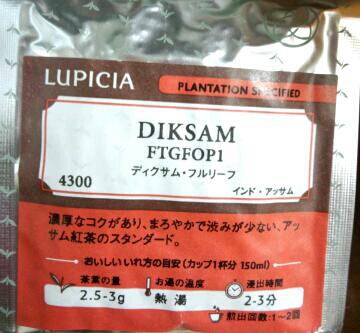 LUPICIA
PLANTATION SPECIFIED
DIKSAM
FTGFOP1
ディクサム・フルリーフ
4300
インド・アッサム
濃厚なコクがあり、まろやかで渋みが少ない、アッ
サム紅茶のスタンダード。
おいしいいれ方の目安(カップ1杯分 150ml)
茶葉の量
お湯の温度
浸出時間
2.5-3g
熱湯
2-3分
煎出回数:1〜2回